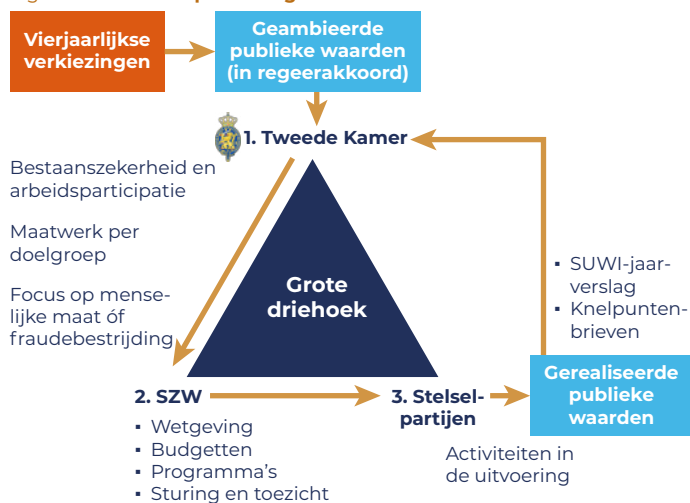 Vierjaarlijkse
verkiezingen
Geambieerde
publieke waarden
(in regeerakkoord)
1. Tweede Kamer
Bestaanszekerheid en
arbeidsparticipatie
Maatwerk per
doelgroep
Focus op mense-
lijke maat óf
fraudebestrijding
Grote
driehoek
▪ SUWI-jaar-
verslag
▪ Knelpunten-
brieven
2. SZW
▪ Wetgeving
▪ Budgetten
▪ Programma's
▪ Sturing en toezicht
3. Stelsel-
partijen
Activiteiten in
de uitvoering
Gerealiseerde
publieke
waarden